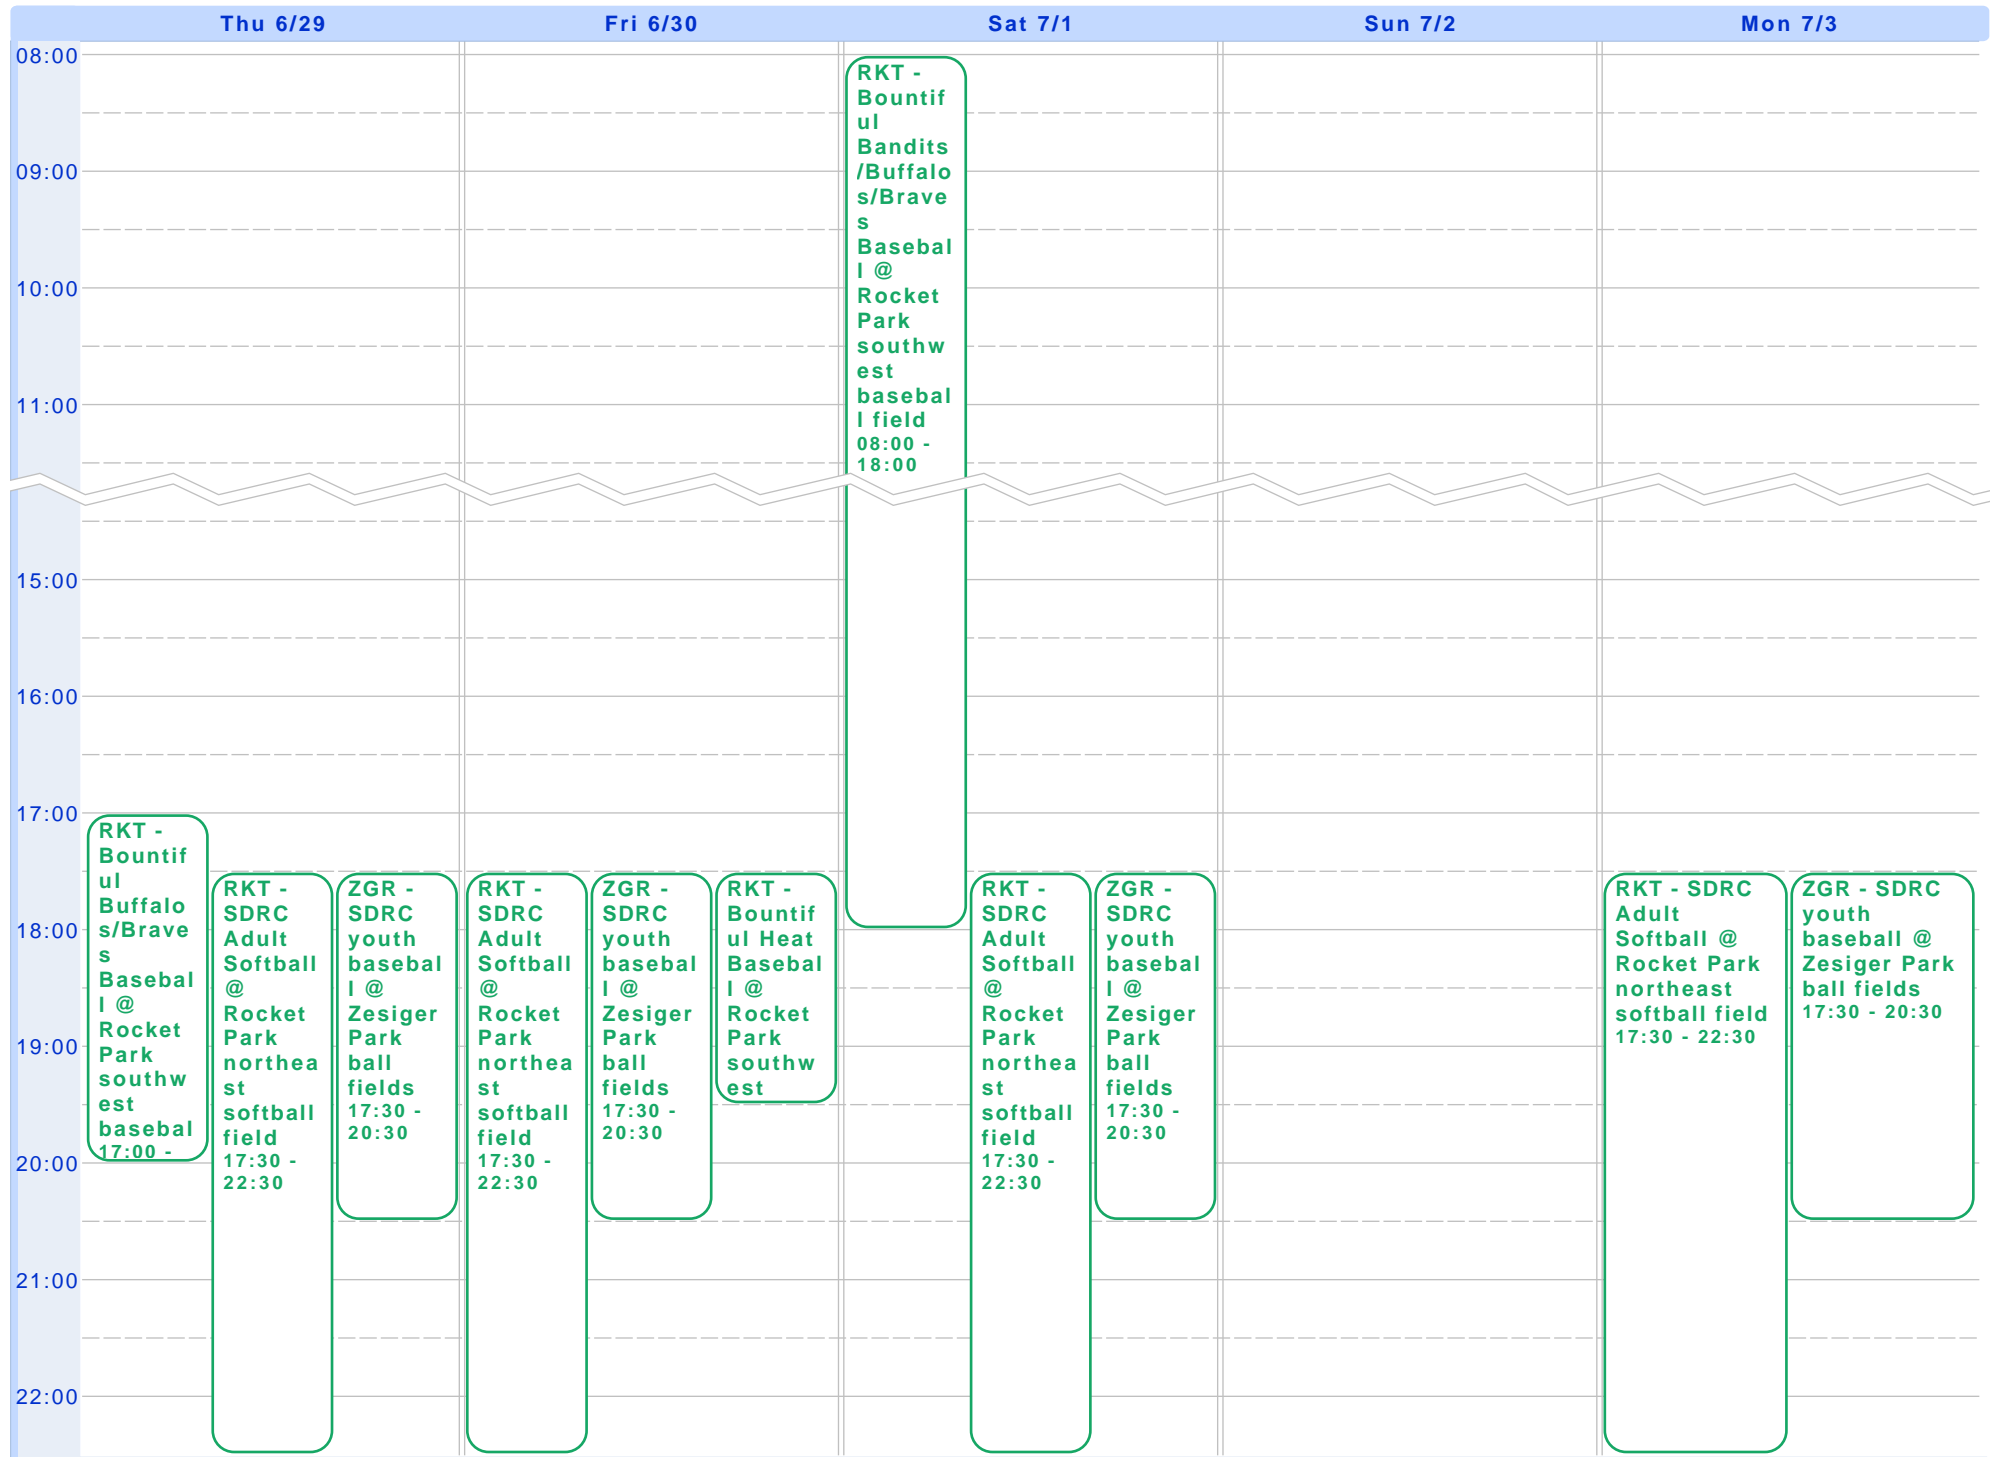 Thu 6/29
Fri 6/30
Sat 7/1
Sun 7/2
Mon 7/3
08:00
09:00
10:00
11:00
15:00
16:00
17:00
18:00
19:00
20:00
21:00
22:00
RKT -
Bountif
ul
Buffalo
s/Brave
s
Basebal
l @
Rocket
Park
southw
est
basebal
17:00 -
RKT -
SDRC
Adult
Softball
@
Rocket
Park
northea
st
softball
field
17:30 -
22:30
ZGR -
SDRC
youth
basebal
l @
Zesiger
Park
ball
fields
17:30 -
20:30
RKT -
SDRC
Adult
Softball
@
Rocket
Park
northea
st
softball
field
17:30 -
22:30
ZGR -
SDRC
youth
basebal
l @
Zesiger
Park
ball
fields
17:30 -
20:30
RKT -
Bountif
ul Heat
Basebal
l @
Rocket
Park
southw
est
RKT -
Bountif
ul
Bandits
/Buffalo
s/Brave
s
Basebal
l @
Rocket
Park
southw
est
basebal
l field
08:00 -
18:00
RKT -
SDRC
Adult
Softball
@
Rocket
Park
northea
st
softball
field
17:30 -
22:30
ZGR -
SDRC
youth
basebal
l @
Zesiger
Park
ball
fields
17:30 -
20:30
RKT - SDRC
Adult
Softball @
Rocket Park
northeast
softball field
17:30 - 22:30
ZGR - SDRC
youth
baseball @
Zesiger Park
ball fields
17:30 - 20:30